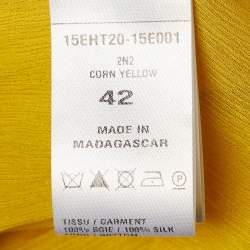 15EHT20-15E001
2N2
CORN YELLOW
42
MADE IN
MADAGASCAR
TISSU / GARMENT
100% SOIE / 100% SILK